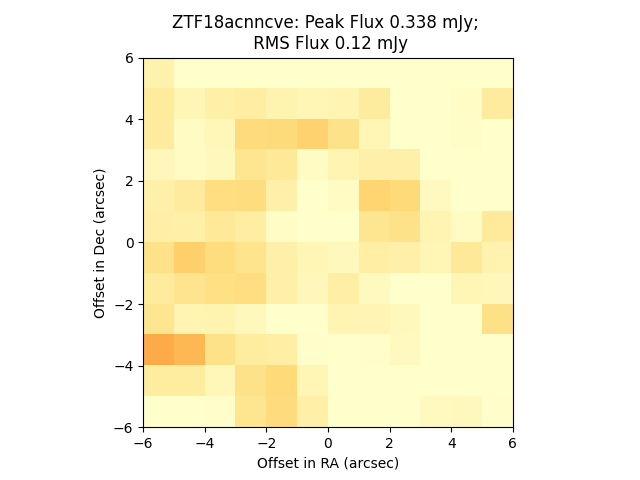 ZTF18acnncve: Peak Flux 0.338 mJy;
RMS Flux 0.12 mJy
6
4
2
0
−2
−4
−6
Offset in Dec (arcsec)
−6 −4 −2 0 2 4 6
Offset in RA (arcsec)